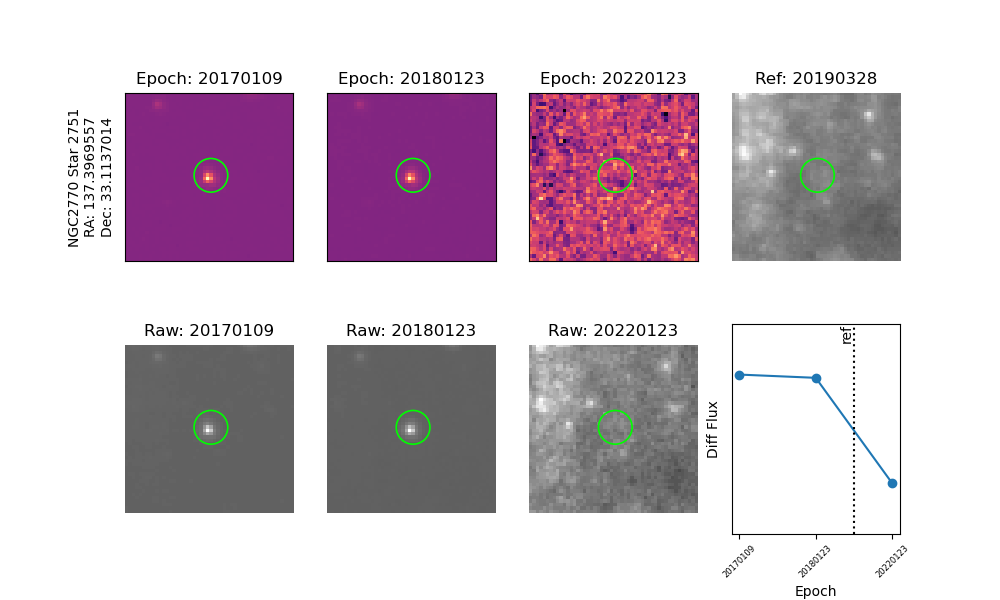 Epoch: 20170109
Epoch: 20180123
Epoch: 20220123
Ref: 20190328
NGC2770 Star 2751
RA: 137.3969557
Dec: 33.1137014
Raw: 20170109
Raw: 20180123
Raw: 20220123
ref
Diff Flux
20170109
20180123
20220123
Epoch